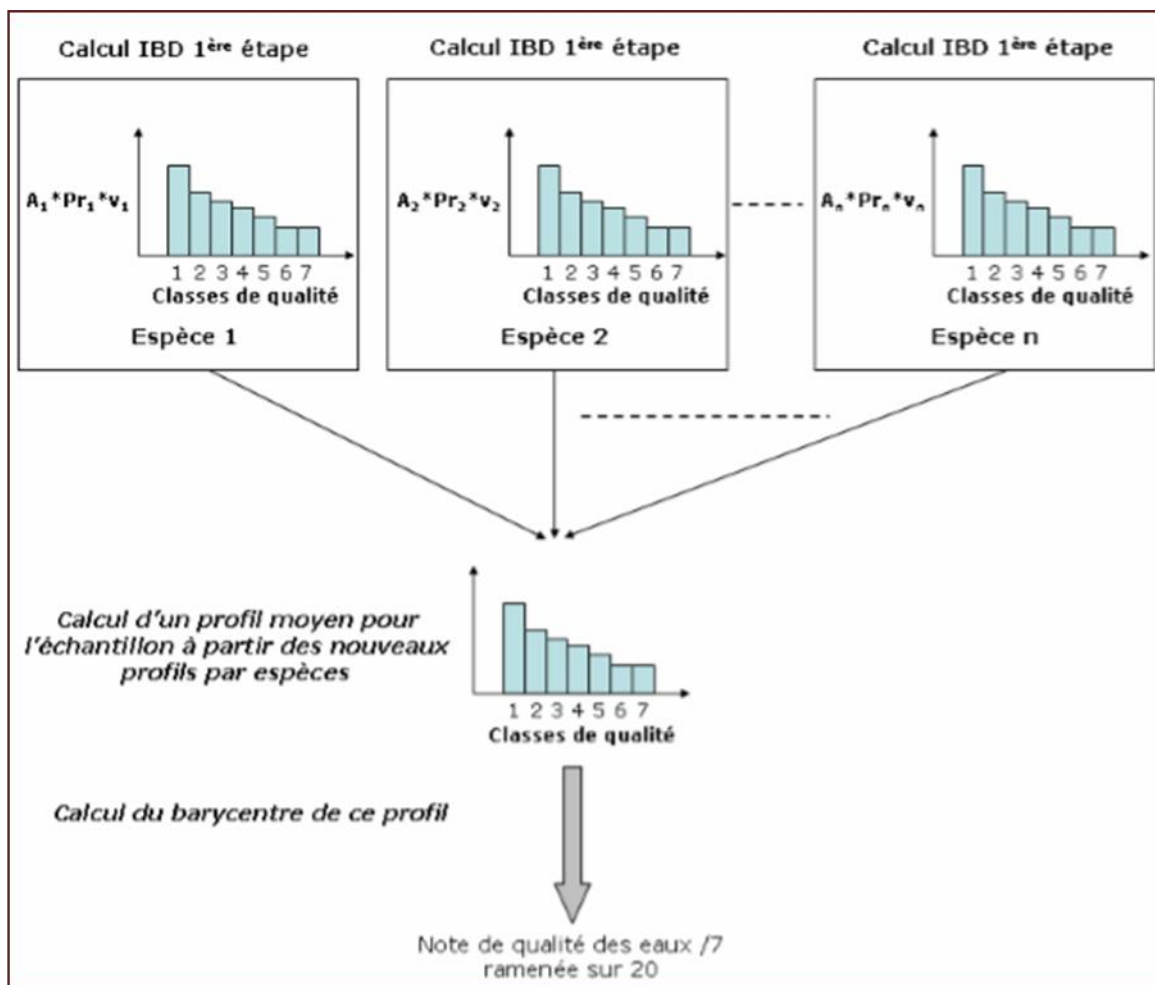 Calcul IBD 1ère étape
A1*Pr1*v1
1 2 3 4 5 6 7
Classes de qualité
Espèce 1
Calcul IBD 1ère étape
A2*Pr2*v2
1 2 3 4 5 6 7
Classes de qualité
Espèce 2
Calcul IBD 1ère étape
An*Prn*vn
1 2 3 4 5 6 7
Classes de qualité
Espèce n
Calcul d'un profil moyen pour
l'échantillon à partir des nouveaux
profils par espèces
1 2 3 4 5 6 7
Classes de qualité
Calcul du barycentre de ce profil
Note de qualité des eaux /7
ramenée sur 20